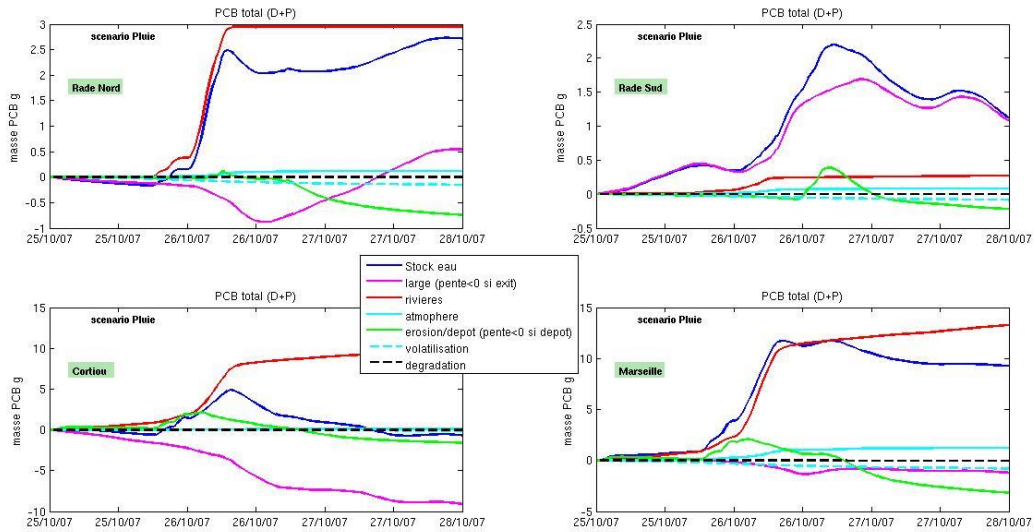 PCB total (D+P)
scenario Pluie
Rade Nord
masse PCB g
3
2.5
2
1.5
1
0.5
0
-0.5
-1
25/10/07 25/10/07 26/10/07 26/10/07 27/10/07 27/10/07 28/10/07
PCB total (D+P)
scenario Pluie
Rade Sud
masse PCB g
2.5
2
1.5
1
0.5
0
-0.5
25/10/07 25/10/07 26/10/07 26/10/07 27/10/07 27/10/07 28/10/07
Stock eau
large (pente<0 si exit)
rivieres
atmophere
erosion/depot (pente<0 si depot)
volatilisation
degradation
PCB total (D+P)
scenario Pluie
Cortiou
masse PCB g
15
10
5
0
-5
-10
25/10/07 25/10/07 26/10/07 26/10/07 27/10/07 27/10/07 28/10/07
PCB total (D+P)
scenario Pluie
Marseille
masse PCB g
15
10
5
0
-5
25/10/07 25/10/07 26/10/07 26/10/07 27/10/07 27/10/07 28/10/07